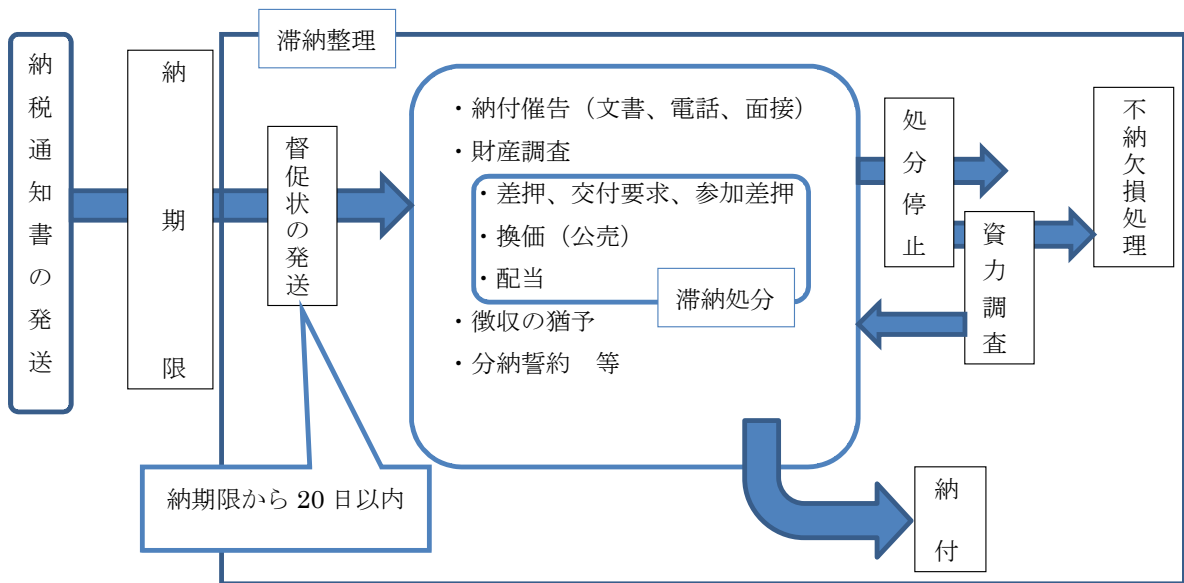 納税通知書の発送
納期限
滞納整理
督促状の発送
納期限から 20 日以内
・納付催告（文書、電話、面接）
・財産調査
・差押、交付要求、参加差押
・換価（公売）
・配当
滞納処分
・徴収の猶予
・分納誓約　等
処分停止
資力調査
不納欠損処理
納付